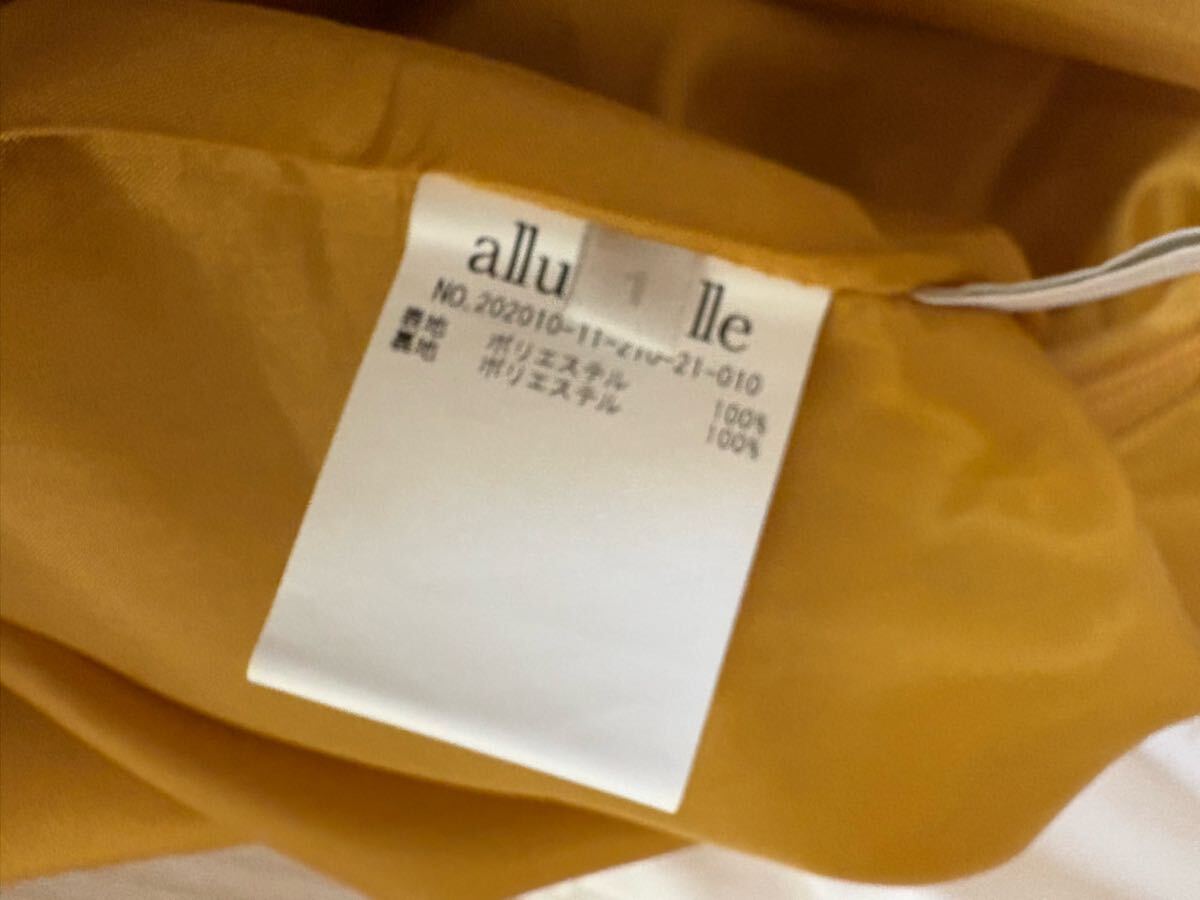 allu 1 lle
NO.202010-11-210-21-010
表地 ポリエステル 100%
裏地 ポリエステル 100%